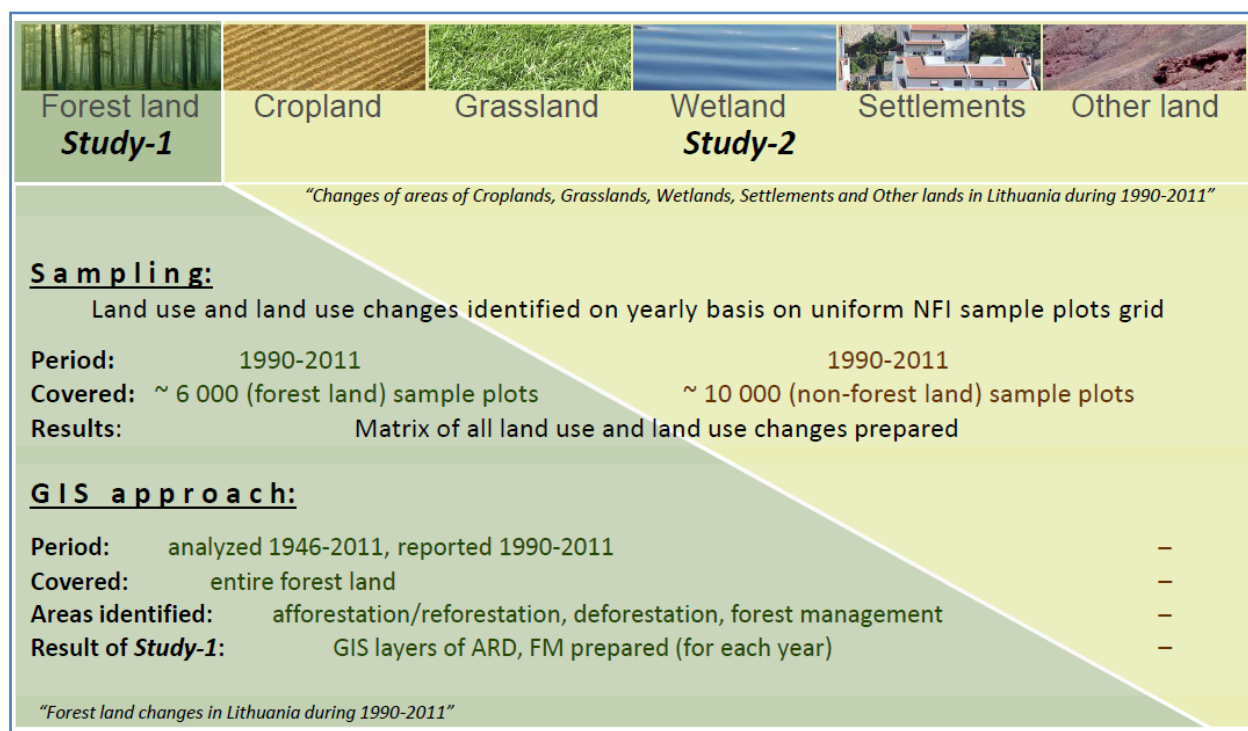 Forest land Cropland Grassland Wetland Settlements Other land
Study-1 Study-2
“Changes of areas of Croplands, Grasslands, Wetlands, Settlements and Other lands in Lithuania during 1990-2011”
Sampling:
Land use and land use changes identified on yearly basis on uniform NFI sample plots grid
Period: 1990-2011 1990-2011
Covered: ~ 6 000 (forest land) sample plots ~ 10 000 (non-forest land) sample plots
Results: Matrix of all land use and land use changes prepared
GIS approach:
Period: analyzed 1946-2011, reported 1990-2011 –
Covered: entire forest land –
Areas identified: afforestation/reforestation, deforestation, forest management –
Result of Study-1: GIS layers of ARD, FM prepared (for each year) –
“Forest land changes in Lithuania during 1990-2011”